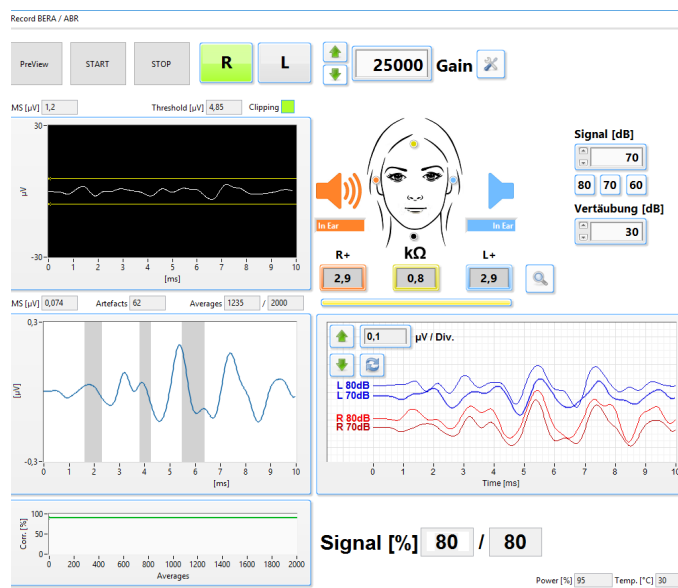 Record BERA / ABR
PreView START STOP R L 25000 Gain
MS [µV] 1,2 Threshold [µV] 4,85 Clipping
30
µV
-30
0 1 2 3 4 5 6 7 8 9 10
[ms]
In Ear In Ear
R+ kΩ L+
2,9 0,8 2,9
Signal [dB]
70
80 70 60
Vertäubung [dB]
30
MS [µV] 0,074 Artefacts 62 Averages 1235 / 2000
0,3
[µV]
-0,3
0 1 2 3 4 5 6 7 8 9 10
[ms]
0,1 µV / Div.
L 80dB
L 70dB
R 80dB
R 70dB
0 1 2 3 4 5 6 7 8 9 10
Time [ms]
Corr. [%]
100
50
0
0 200 400 600 800 1000 1200 1400 1600 1800 2000
Averages
Signal [%] 80 / 80
Power [%] 95 Temp. [°C] 30